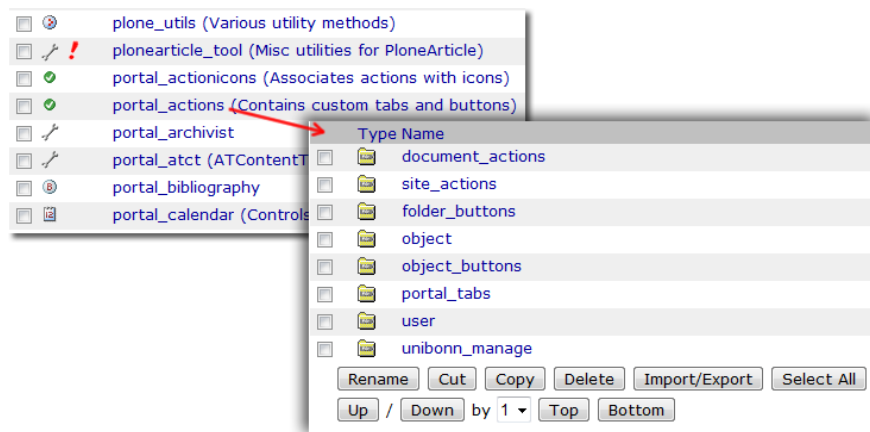 plone_utils (Various utility methods)
plonearticle_tool (Misc utilities for PloneArticle)
portal_actionicons (Associates actions with icons)
portal_actions (Contains custom tabs and buttons)
portal_archivist
portal_atct (ATContentT
portal_bibliography
portal_calendar (Controls
Type Name
document_actions
site_actions
folder_buttons
object
object_buttons
portal_tabs
user
unibonn_manage
Rename Cut Copy Delete Import/Export Select All
Up / Down by 1 Top Bottom